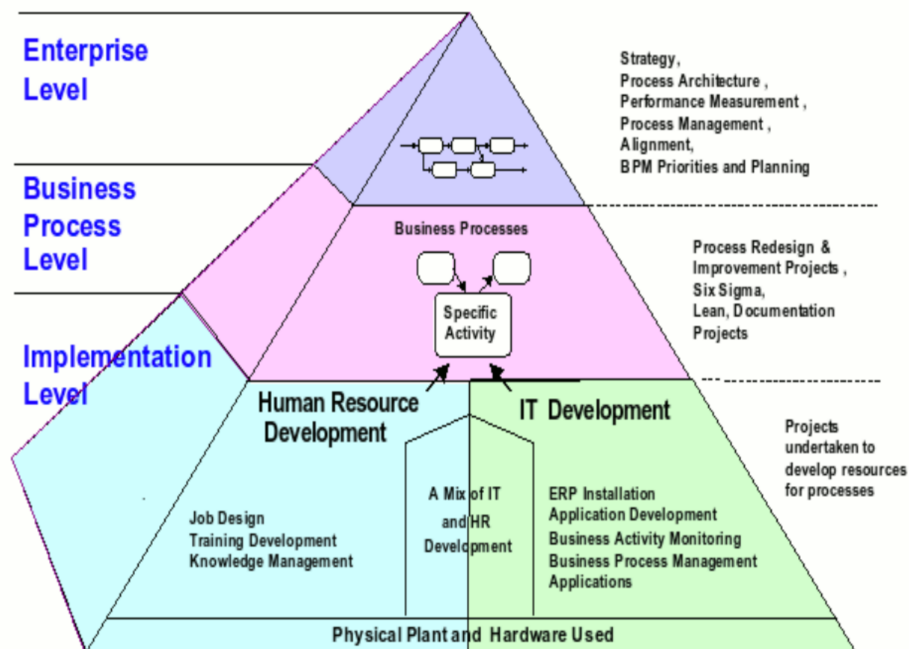 Enterprise
Level
Strategy,
Process Architecture ,
Performance Measurement ,
Process Management ,
Alignment,
BPM Priorities and Planning
Business
Process
Level
Business Processes
Specific
Activity
Process Redesign &
Improvement Projects ,
Six Sigma,
Lean, Documentation
Projects
Implementation
Level
Human Resource
Development
IT Development
Projects
undertaken to
develop resources
for processes
Job Design
Training Development
Knowledge Management
A Mix of IT
and HR
Development
ERP Installation
Application Development
Business Activity Monitoring
Business Process Management
Applications
Physical Plant and Hardware Used